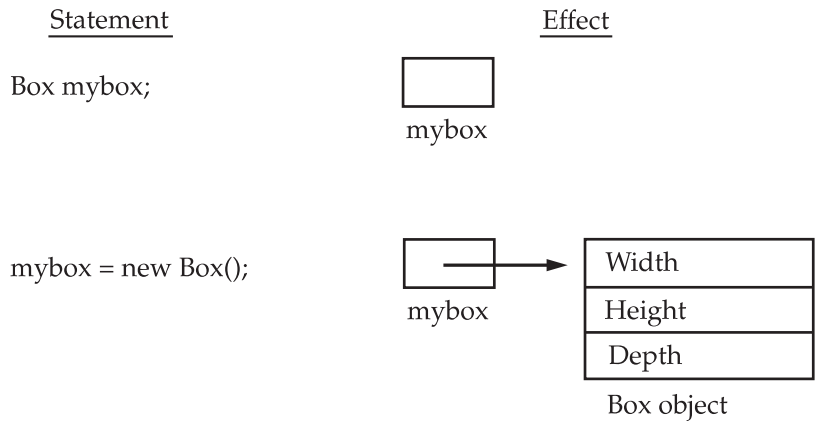 Statement
Effect
Box mybox;
mybox
mybox = new Box();
mybox
Width
Height
Depth
Box object